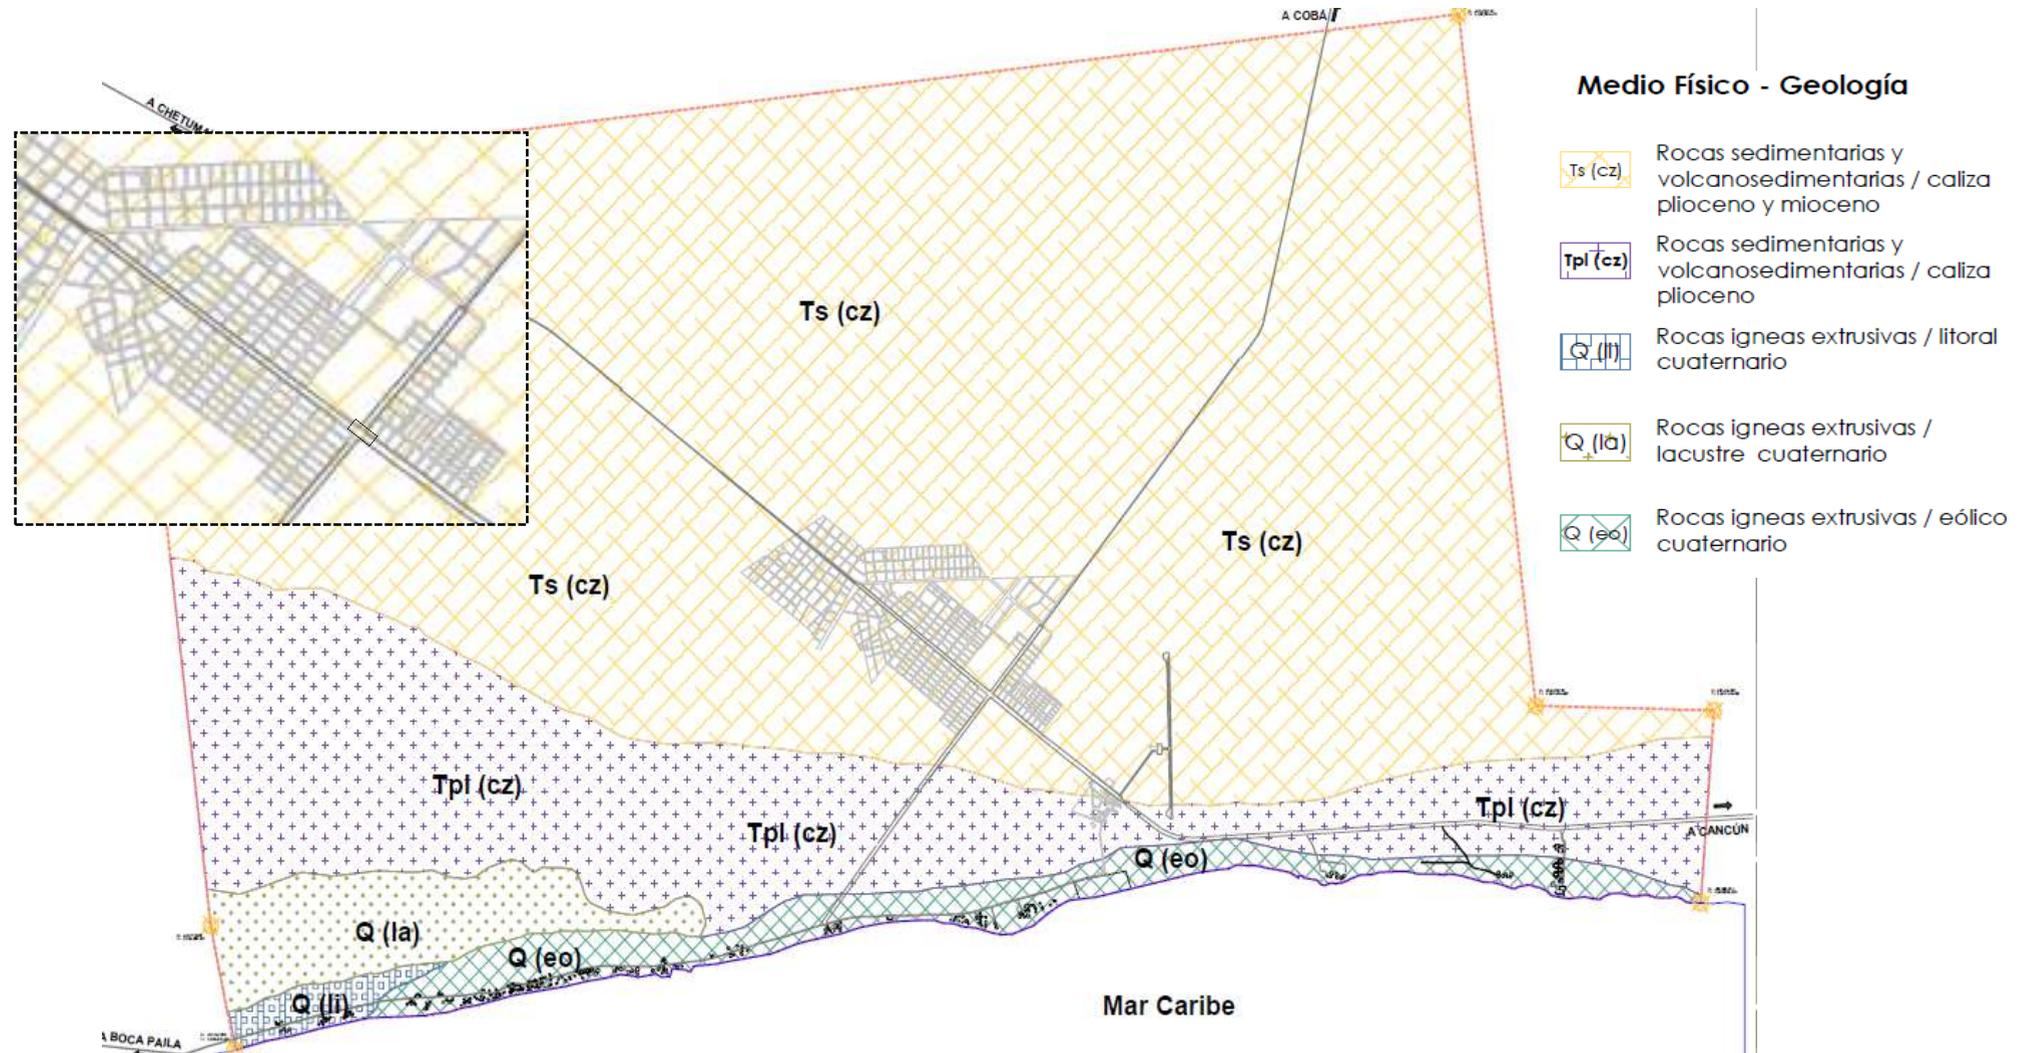 A COBÁ
Medio Físico - Geología
A CHETUMA
Ts (cz)
Rocas sedimentarias y
volcanosedimentarias / caliza
plioceno y mioceno
Tpl (cz)
Rocas sedimentarias y
volcanosedimentarias / caliza
plioceno
Q (li)
Rocas igneas extrusivas / litoral
cuaternario
Q (la)
Rocas igneas extrusivas /
lacustre cuaternario
Q (eo)
Rocas igneas extrusivas / eólico
cuaternario
Ts (cz)
Ts (cz)
Ts (cz)
Tpl (cz)
Tpl (cz)
Tpl (cz)
A CANCÚN
Q (eo)
Q (la)
Q (eo)
Q (li)
Mar Caribe
A BOCA PAILA